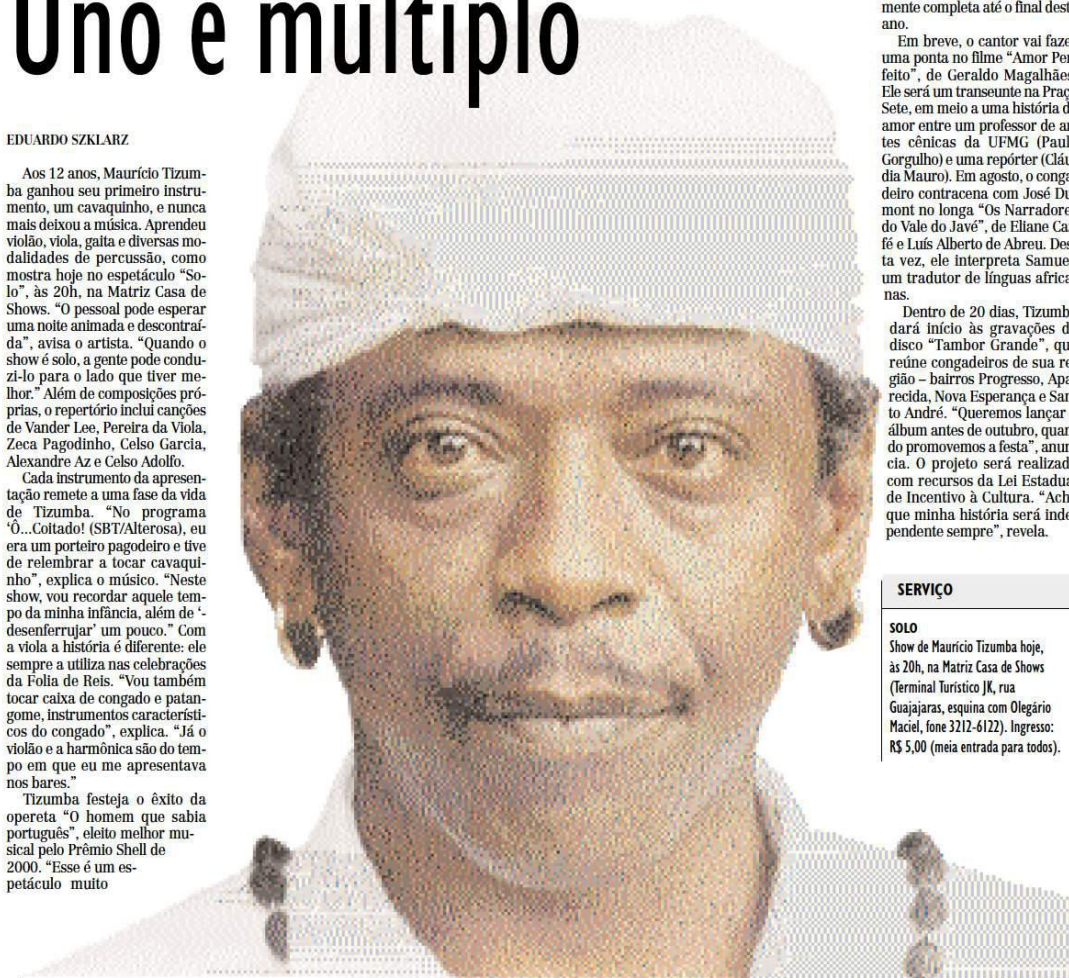 Uno e múltiplo
EDUARDO SZKLARZ
Aos 12 anos, Maurício Tizum-
ba ganhou seu primeiro instru-
mento, um cavaquinho, e nunca
mais deixou a música. Aprendeu
violão, viola, gaita e diversas mo-
dalidades de percussão, como
mostra hoje no espetáculo “So-
lo”, às 20h, na Matriz Casa de
Shows. “O pessoal pode esperar
uma noite animada e descontraí-
da”, avisa o artista. “Quando o
show é solo, a gente pode condu-
zi-lo para o lado que tiver me-
lhor.” Além de composições pró-
prias, o repertório inclui canções
de Vander Lee, Pereira da Viola,
Zeca Pagodinho, Celso Garcia,
Alexandre Az e Celso Adolfo.
Cada instrumento da apresen-
tação remete a uma fase da vida
de Tizumba. “No programa
‘Ô...Coitado! (SBT/Alterosa), eu
era um porteiro pagodeiro e tive
de relembrar a tocar cavaqui-
nho”, explica o músico. “Neste
show, vou recordar aquele tem-
po da minha infância, além de ‘-
desenferrujar’ um pouco.” Com
a viola a história é diferente: ele
sempre a utiliza nas celebrações
da Folia de Reis. “Vou também
tocar caixa de congado e patan-
gome, instrumentos característi-
cos do congado”, explica. “Já o
violão e a harmônica são do tem-
po em que eu me apresentava
nos bares.”
Tizumba festeja o êxito da
opereta “O homem que sabia
português”, eleito melhor mu-
sical pelo Prêmio Shell de
2000. “Esse é um es-
petáculo muito
mente completa até o final dest
ano.
Em breve, o cantor vai faze
uma ponta no filme “Amor Per
feito”, de Geraldo Magalhães
Ele será um transeunte na Praç
Sete, em meio a uma história d
amor entre um professor de ar
tes cênicas da UFMG (Paul
Gorgulho) e uma repórter (Cláu
dia Mauro). Em agosto, o conga
deiro contracena com José Du
mont no longa “Os Narradore
do Vale do Javé”, de Eliane Caf
fé e Luís Alberto de Abreu. Des
ta vez, ele interpreta Samue
um tradutor de línguas africa
nas.
Dentro de 20 dias, Tizumb
dará início às gravações d
disco “Tambor Grande”, qu
reúne congadeiros de sua re
gião – bairros Progresso, Apa
recida, Nova Esperança e San
to André. “Queremos lançar
álbum antes de outubro, quan
do promovemos a festa”, anun
cia. O projeto será realizad
com recursos da Lei Estadua
de Incentivo à Cultura. “Ach
que minha história será inde
pendente sempre”, revela.
SERVIÇO
SOLO
Show de Maurício Tizumba hoje,
às 20h, na Matriz Casa de Shows
(Terminal Turístico JK, rua
Guajajaras, esquina com Olegário
Maciel, fone 3212-6122). Ingresso:
R$ 5,00 (meia entrada para todos).